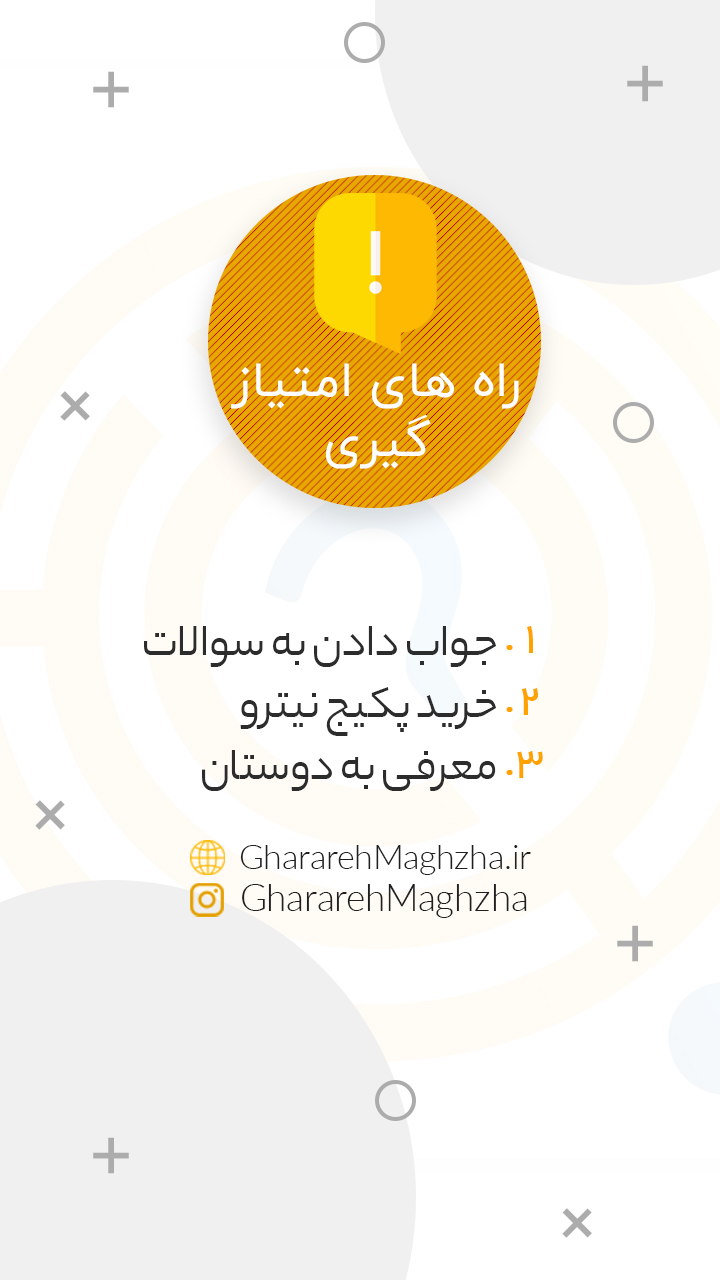 !
راه های امتیاز
گیری
۱. جواب دادن به سوالات
۲. خرید پکیج نیترو
۳. معرفی به دوستان
GhararehMaghzha.ir
GhararehMaghzha